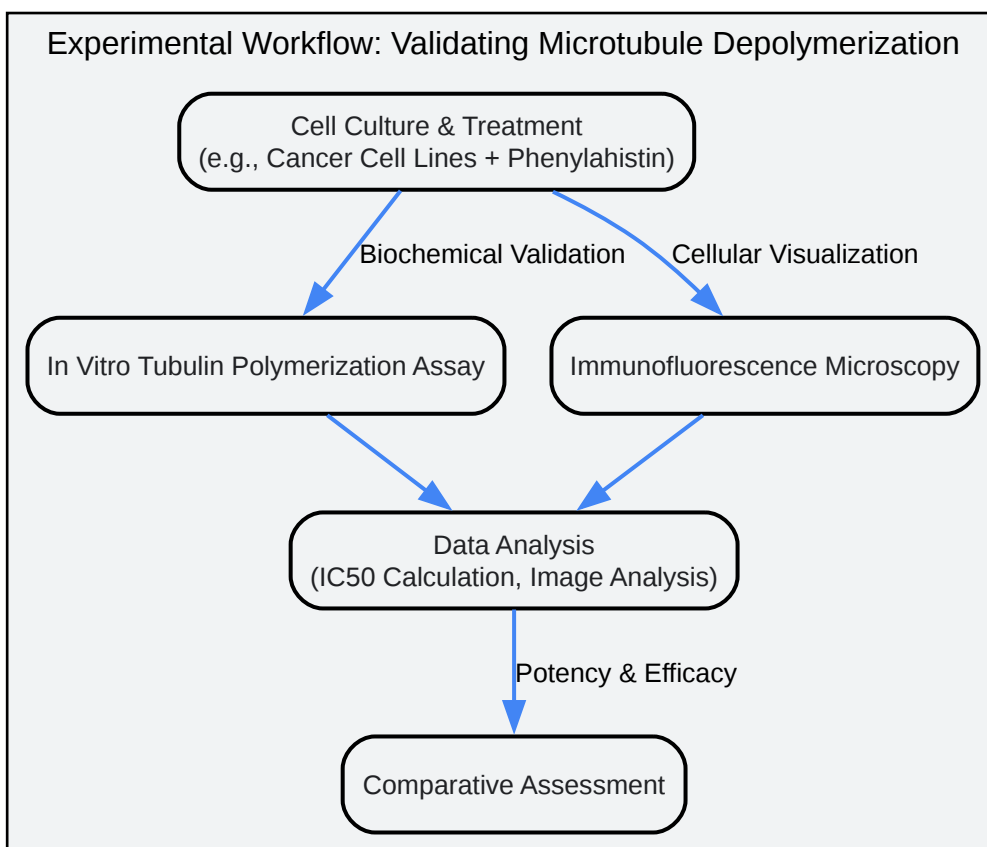 Experimental Workflow: Validating Microtubule Depolymerization
Cell Culture & Treatment
(e.g., Cancer Cell Lines + Phenylahistin)
Biochemical Validation
Cellular Visualization
In Vitro Tubulin Polymerization Assay
Immunofluorescence Microscopy
Data Analysis
(IC50 Calculation, Image Analysis)
Potency & Efficacy
Comparative Assessment